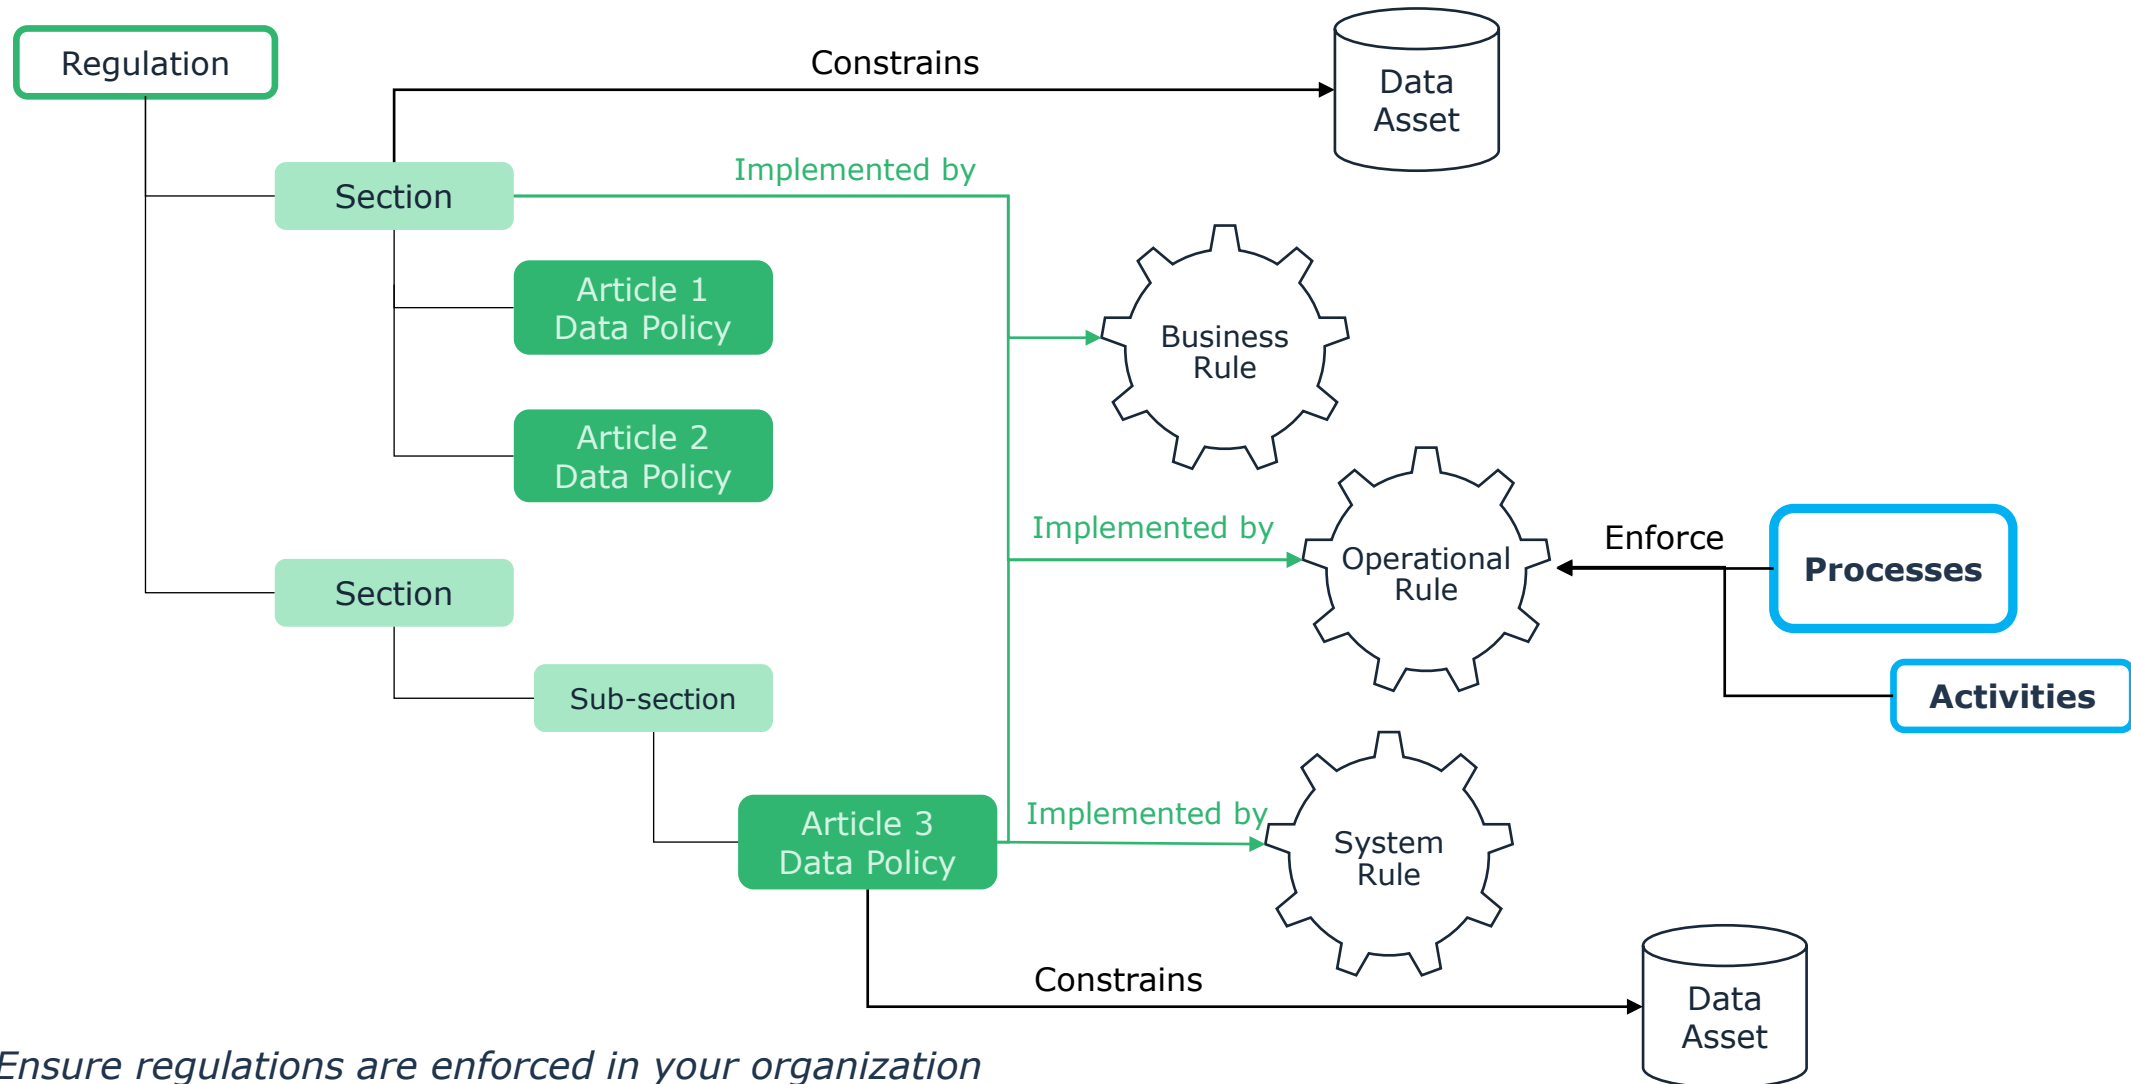 Regulation
Constrains
Data
Asset
Implemented by
Section
Article 1
Data Policy
Business
Rule
Article 2
Data Policy
Implemented by
Enforce
Operational
Rule
Processes
Section
Sub-section
Activities
Implemented by
Article 3
Data Policy
System
Rule
Constrains
Data
Asset
Ensure regulations are enforced in your organization